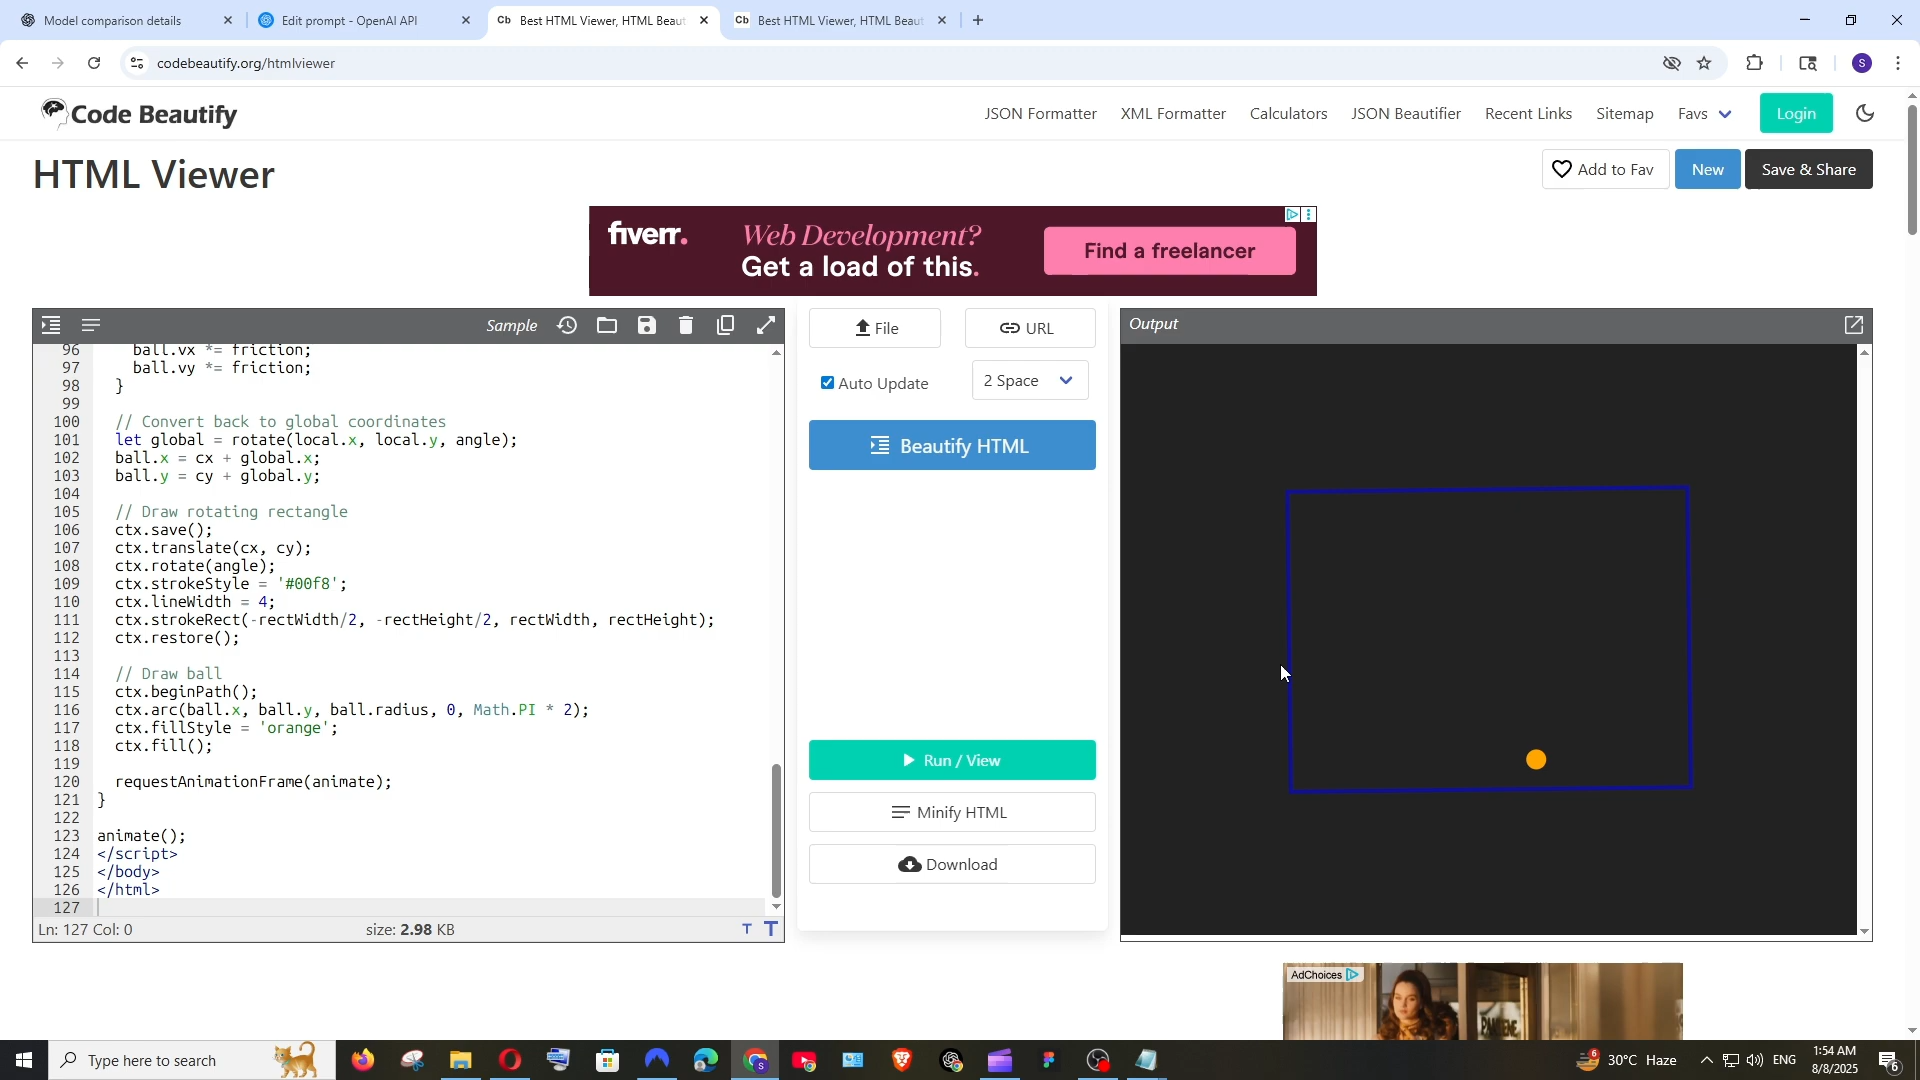 Model comparison details
Edit prompt - OpenAI API
Best HTML Viewer, HTML Beaut
Best HTML Viewer, HTML Beaut
codebeautify.org/htmlviewer
S
Code Beautify
JSON Formatter
XML Formatter
Calculators
JSON Beautifier
Recent Links
Sitemap
Favs
Login
HTML Viewer
Add to Fav
New
Save & Share
fiverr.
Web Development?
Get a load of this.
Find a freelancer
Sample
File
URL
Output
Auto Update
2 Space
Beautify HTML
Run / View
Minify HTML
Download
96 ball.vx *= friction;
97 ball.vy *= friction;
98 }
99
100 // Convert back to global coordinates
101 let global = rotate(local.x, local.y, angle);
102 ball.x = cx + global.x;
103 ball.y = cy + global.y;
104
105 // Draw rotating rectangle
106 ctx.save();
107 ctx.translate(cx, cy);
108 ctx.rotate(angle);
109 ctx.strokeStyle = '#00f8';
110 ctx.lineWidth = 4;
111 ctx.strokeRect(-rectWidth/2, -rectHeight/2, rectWidth, rectHeight);
112 ctx.restore();
113
114 // Draw ball
115 ctx.beginPath();
116 ctx.arc(ball.x, ball.y, ball.radius, 0, Math.PI * 2);
117 ctx.fillStyle = 'orange';
118 ctx.fill();
119
120 requestAnimationFrame(animate);
121 }
122
123 animate();
124 </script>
125 </body>
126 </html>
127
Ln: 127 Col: 0
size: 2.98 KB
T T
AdChoices
Type here to search
30°C Haze
ENG
1:54 AM
8/8/2025
6